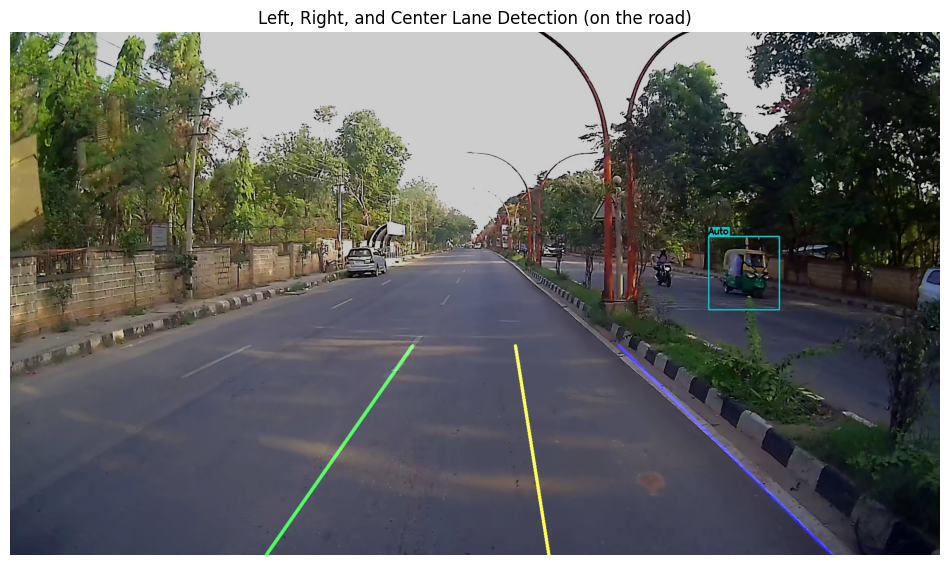 Left, Right, and Center Lane Detection (on the road)
Auto